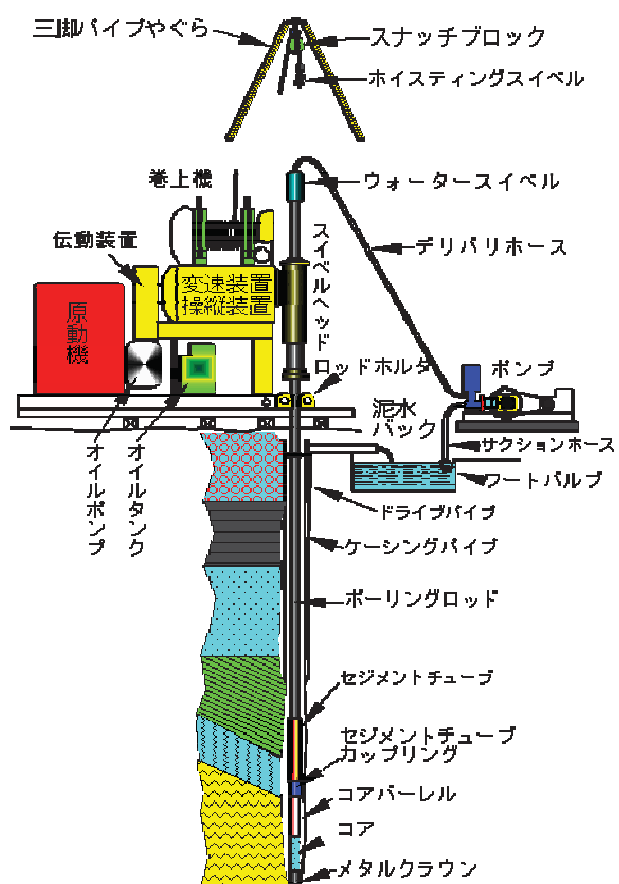 三脚パイプやぐら
スナッチブロック
ホイスティングスイベル
巻上機
ウォータースイベル
伝動装置
スイベルヘッド
デリバリホース
変速装置
操縦装置
原動機
ロッドホルダ
ポンプ
泥水
バック
サクションホース
オイルポンプ
オイルタンク
フートバルブ
ドライブパイプ
ケーシングパイプ
ボーリングロッド
セジメントチューブ
セジメントチューブ
カップリング
コアバーレル
コア
メタルクラウン